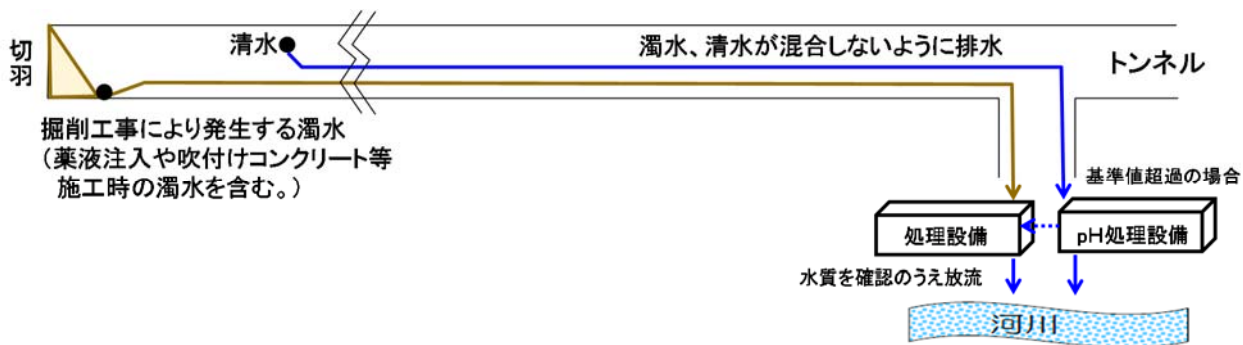 切羽
清水
濁水、清水が混合しないように排水
トンネル
掘削工事により発生する濁水
（薬液注入や吹付けコンクリート等
施工時の濁水を含む。）
基準値超過の場合
処理設備
pH処理設備
水質を確認のうえ放流
河川